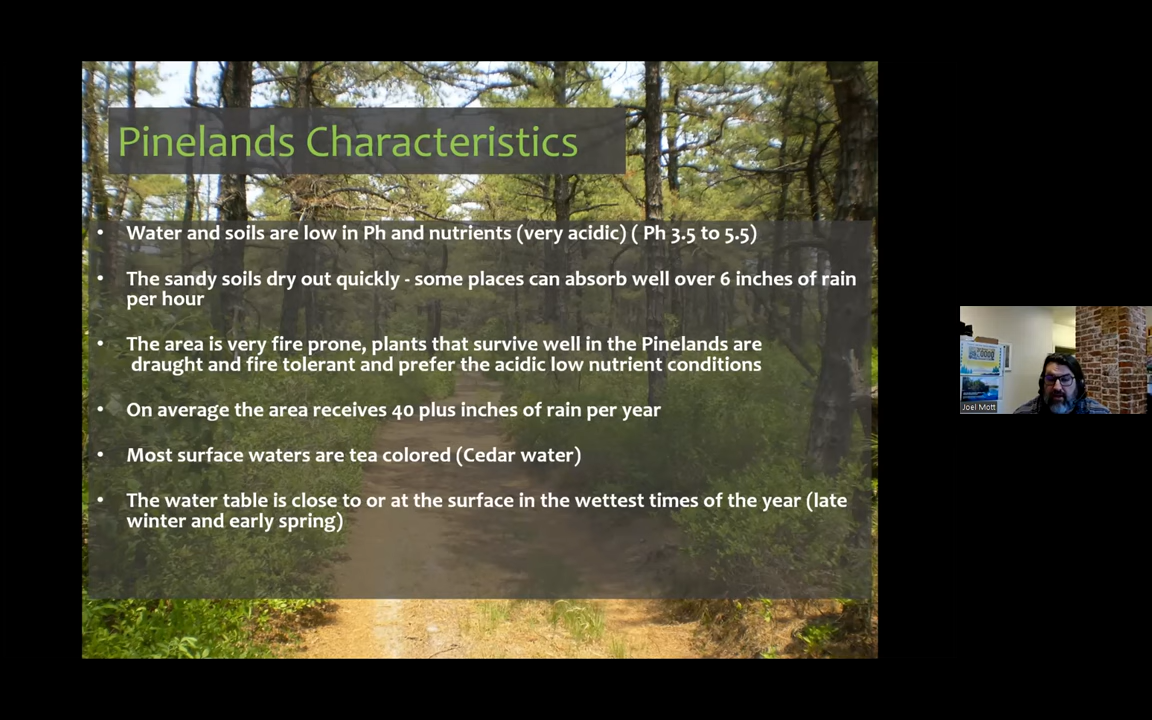 Pinelands Characteristics
• Water and soils are low in Ph and nutrients (very acidic) ( Ph 3.5 to 5.5)
• The sandy soils dry out quickly - some places can absorb well over 6 inches of rain
per hour
• The area is very fire prone, plants that survive well in the Pinelands are
draught and fire tolerant and prefer the acidic low nutrient conditions
• On average the area receives 40 plus inches of rain per year
• Most surface waters are tea colored (Cedar water)
• The water table is close to or at the surface in the wettest times of the year (late
winter and early spring)
Joel Mott